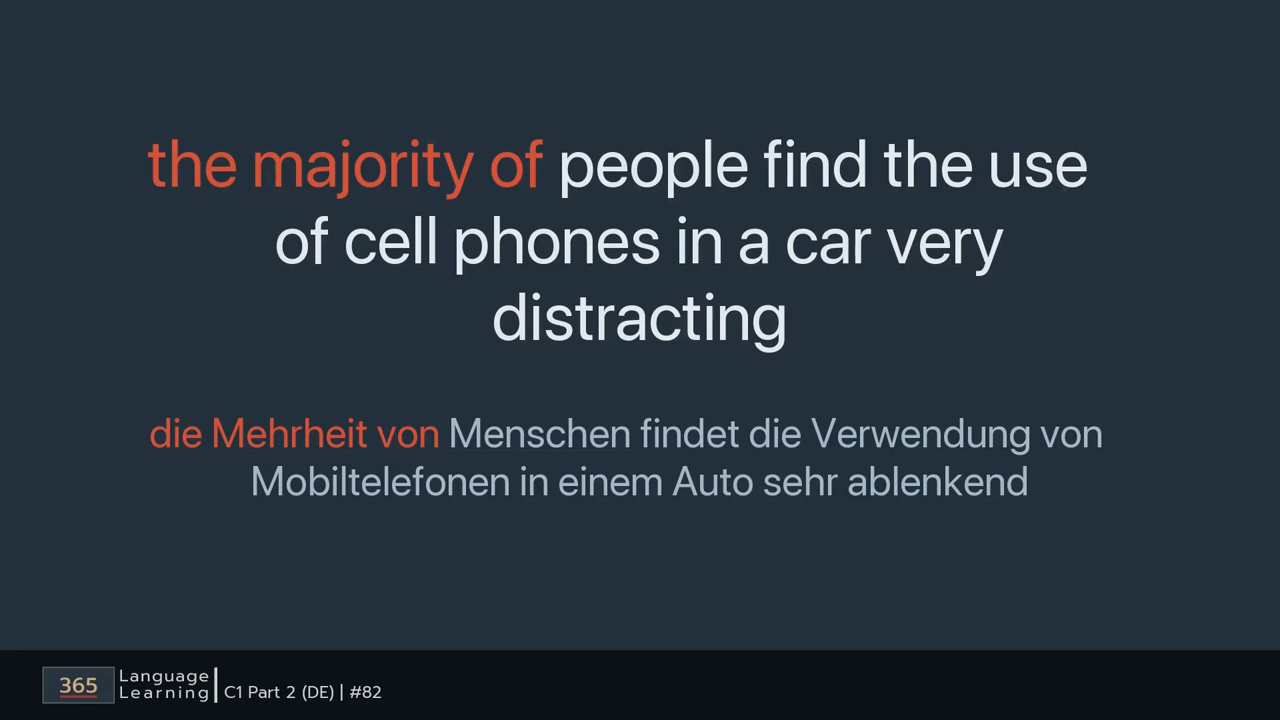 the majority of people find the use
of cell phones in a car very
distracting
die Mehrheit von Menschen findet die Verwendung von
Mobiltelefonen in einem Auto sehr ablenkend
365 Language
Learning
C1 Part 2 (DE) | #82